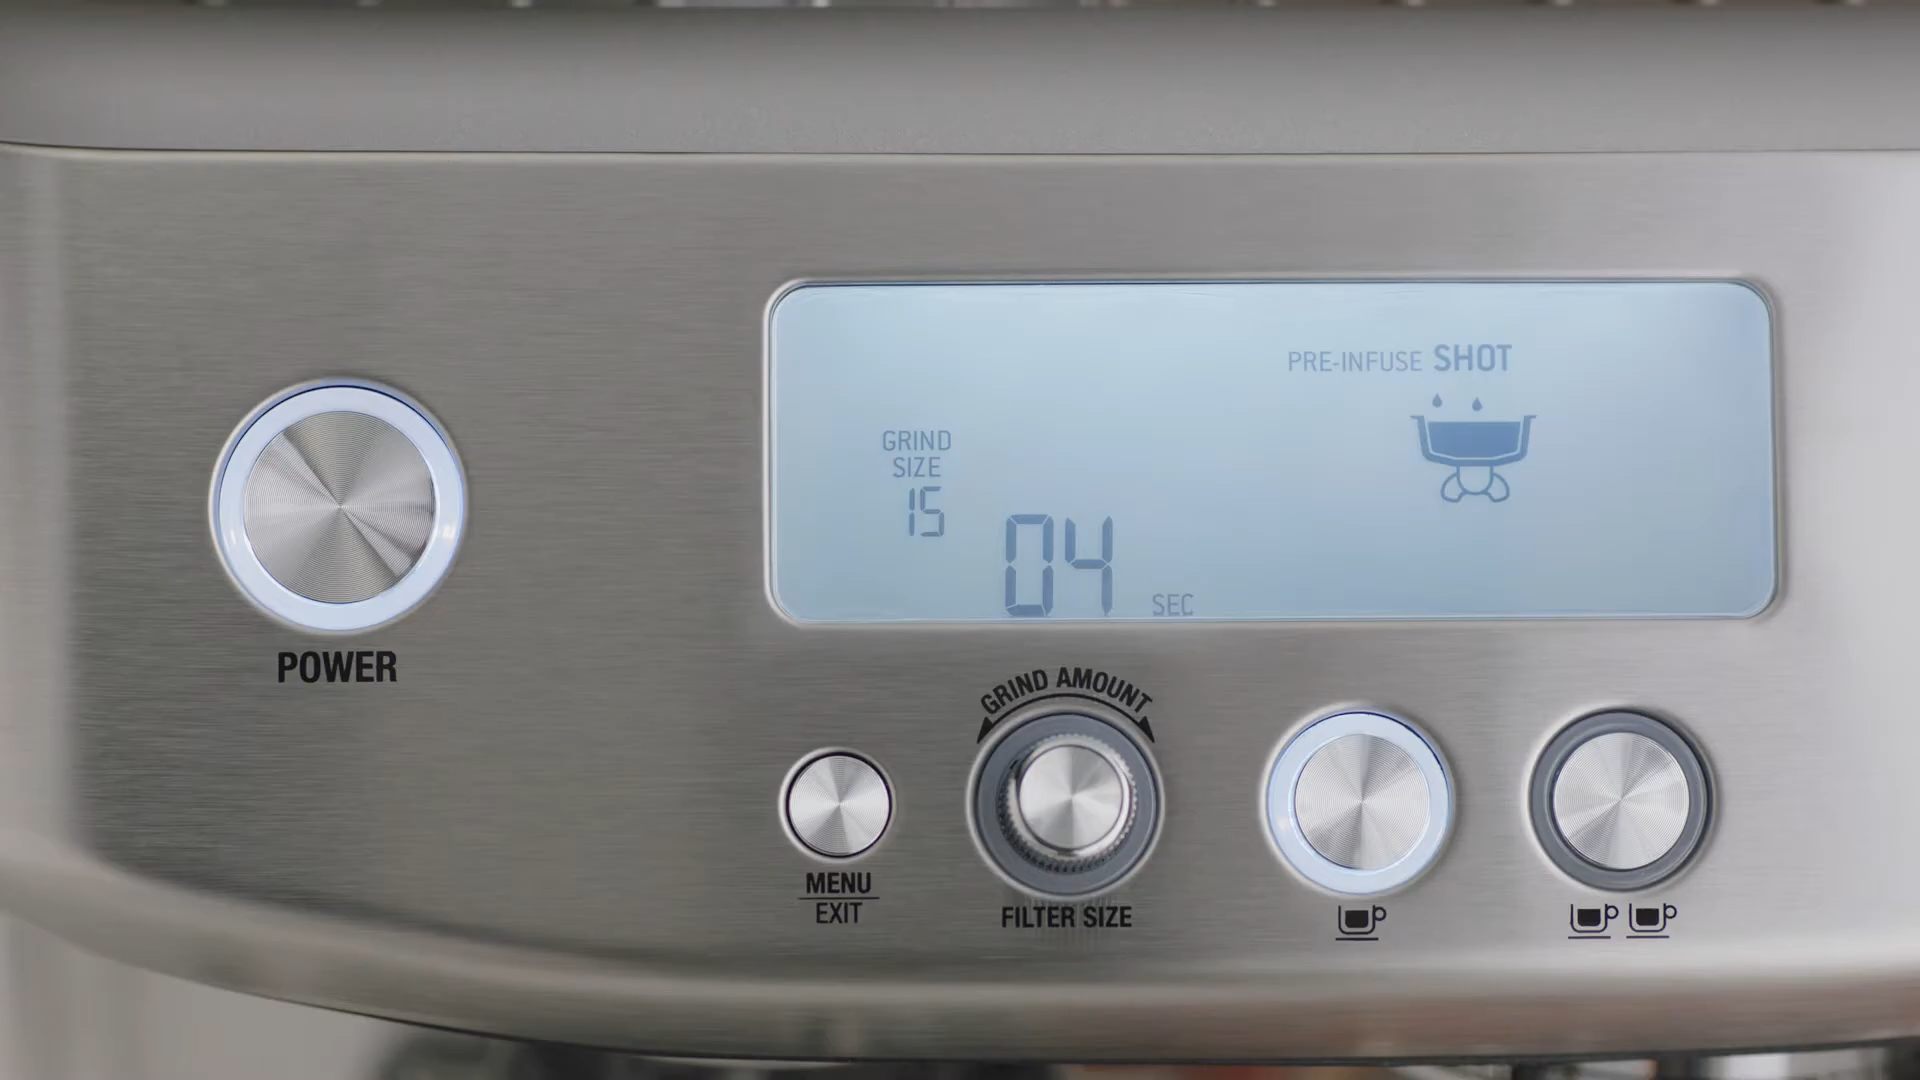 PRE-INFUSE SHOT
GRIND
SIZE
15
04 SEC
POWER
GRIND AMOUNT
MENU
EXIT
FILTER SIZE